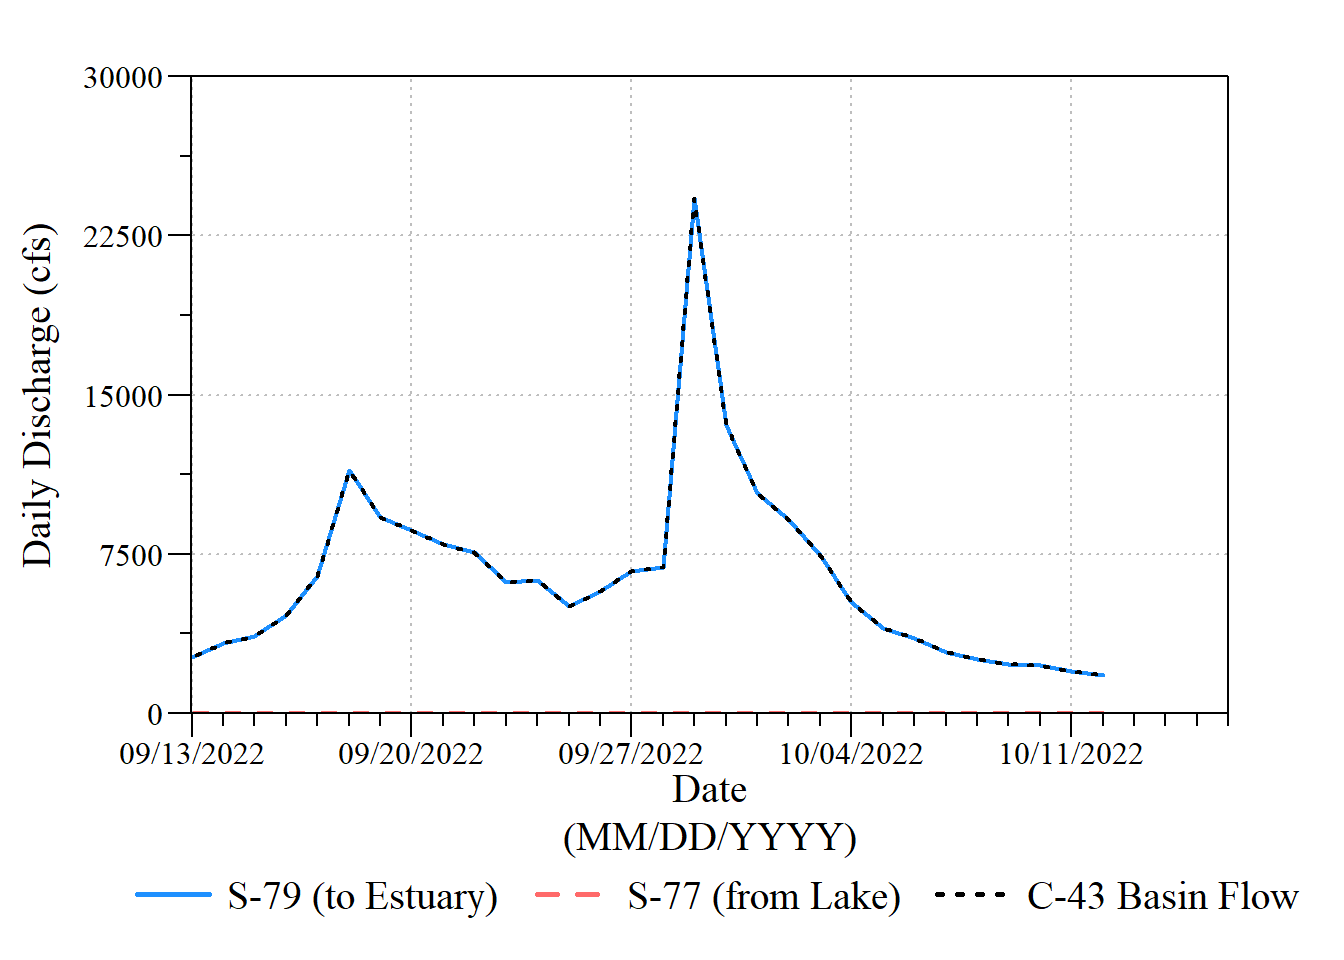 30000
22500
15000
7500
0
Daily Discharge (cfs)
09/13/2022 09/20/2022 09/27/2022 10/04/2022 10/11/2022
Date
(MM/DD/YYYY)
S-79 (to Estuary) S-77 (from Lake) C-43 Basin Flow